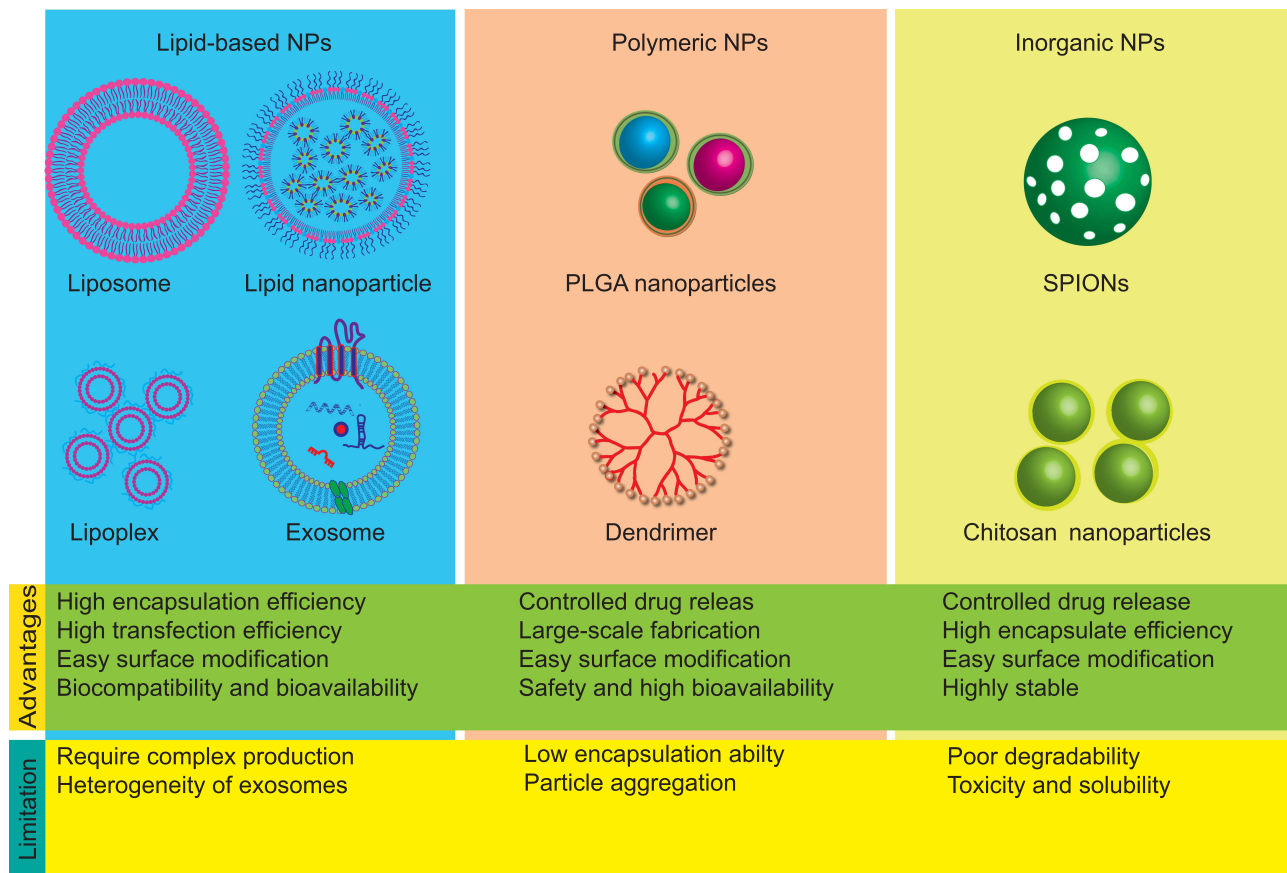 Lipid-based NPs
Polymeric NPs
Inorganic NPs
Liposome
Lipid nanoparticle
PLGA nanoparticles
SPIONs
Lipoplex
Exosome
Dendrimer
Chitosan nanoparticles
Advantages
High encapsulation efficiency
High transfection efficiency
Easy surface modification
Biocompatibility and bioavailability
Controlled drug releas
Large-scale fabrication
Easy surface modification
Safety and high bioavailability
Controlled drug release
High encapsulate efficiency
Easy surface modification
Highly stable
Limitation
Require complex production
Heterogeneity of exosomes
Low encapsulation abilty
Particle aggregation
Poor degradability
Toxicity and solubility